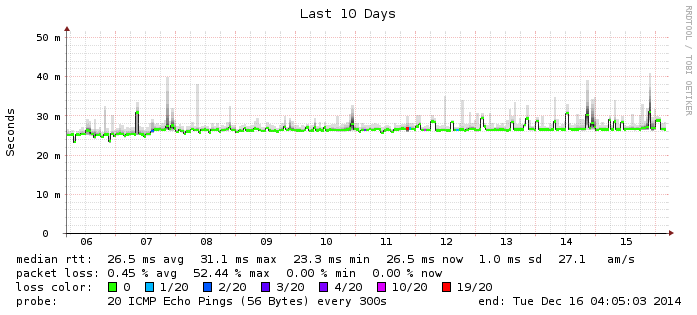 Last 10 Days
RRDTOOL / TOBI OETIKER
Seconds
50 m
40 m
30 m
20 m
10 m
0
06 07 08 09 10 11 12 13 14 15
median rtt: 26.5 ms avg 31.1 ms max 23.3 ms min 26.5 ms now 1.0 ms sd 27.1 am/s
packet loss: 0.45 % avg 52.44 % max 0.00 % min 0.00 % now
loss color: 0 1/20 2/20 3/20 4/20 10/20 19/20
probe: 20 ICMP Echo Pings (56 Bytes) every 300s end: Tue Dec 16 04:05:03 2014